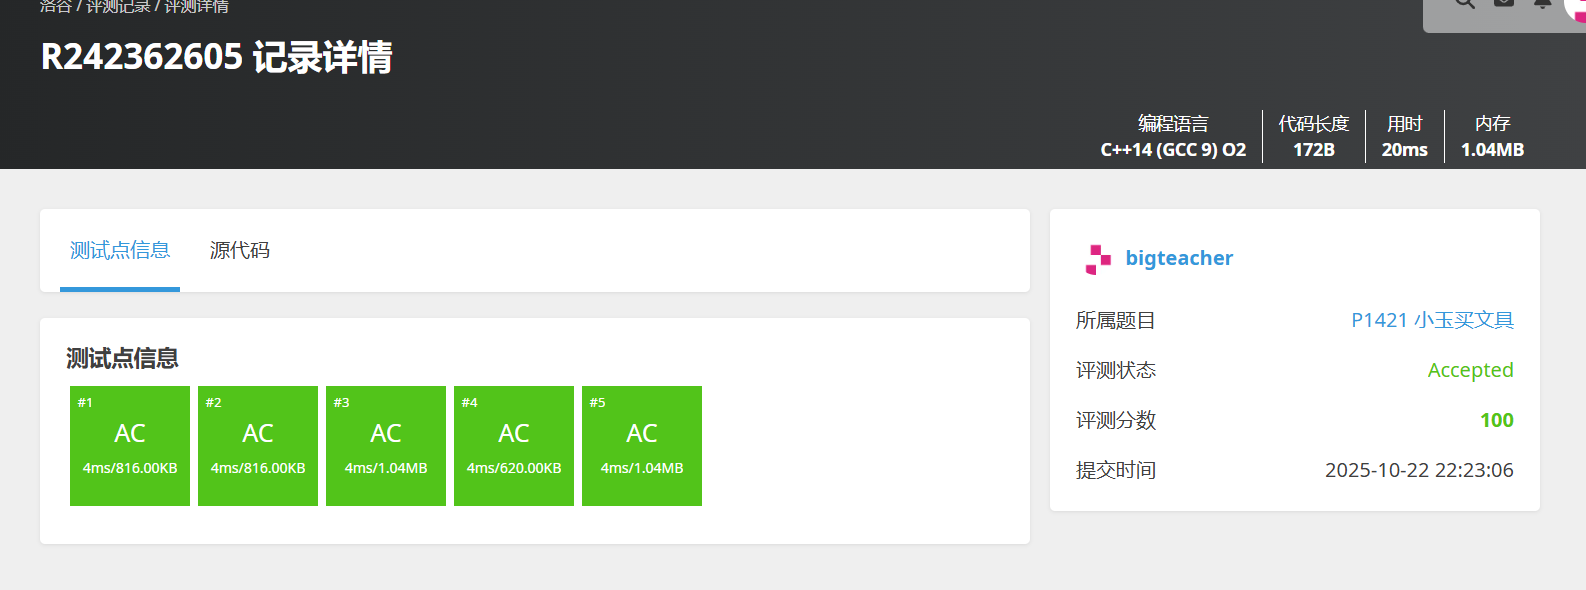 洛谷 / 评测记录 / 评测详情
R242362605 记录详情
编程语言
C++14 (GCC 9) O2
代码长度
172B
用时
20ms
内存
1.04MB
测试点信息
源代码
测试点信息
#1
AC
4ms/816.00KB
#2
AC
4ms/816.00KB
#3
AC
4ms/1.04MB
#4
AC
4ms/620.00KB
#5
AC
4ms/1.04MB
bigteacher
所属题目
P1421 小玉买文具
评测状态
Accepted
评测分数
100
提交时间
2025-10-22 22:23:06